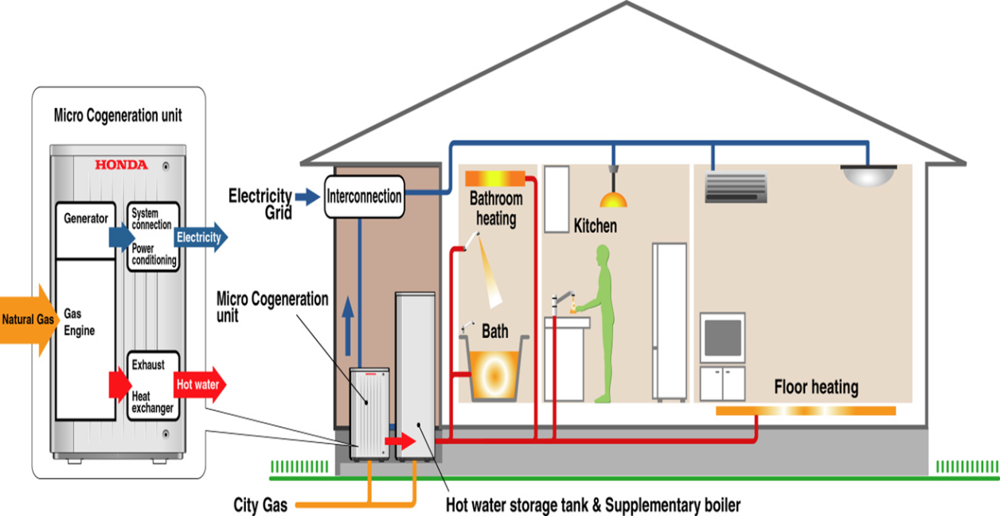 Micro Cogeneration unit
HONDA
Generator
System
connection
Power
conditioning
Electricity
Natural Gas
Gas
Engine
Exhaust
Heat
exchanger
Hot water
Electricity
Grid
Interconnection
Micro Cogeneration
unit
Bathroom
heating
Bath
Kitchen
Floor heating
City Gas
Hot water storage tank & Supplementary boiler